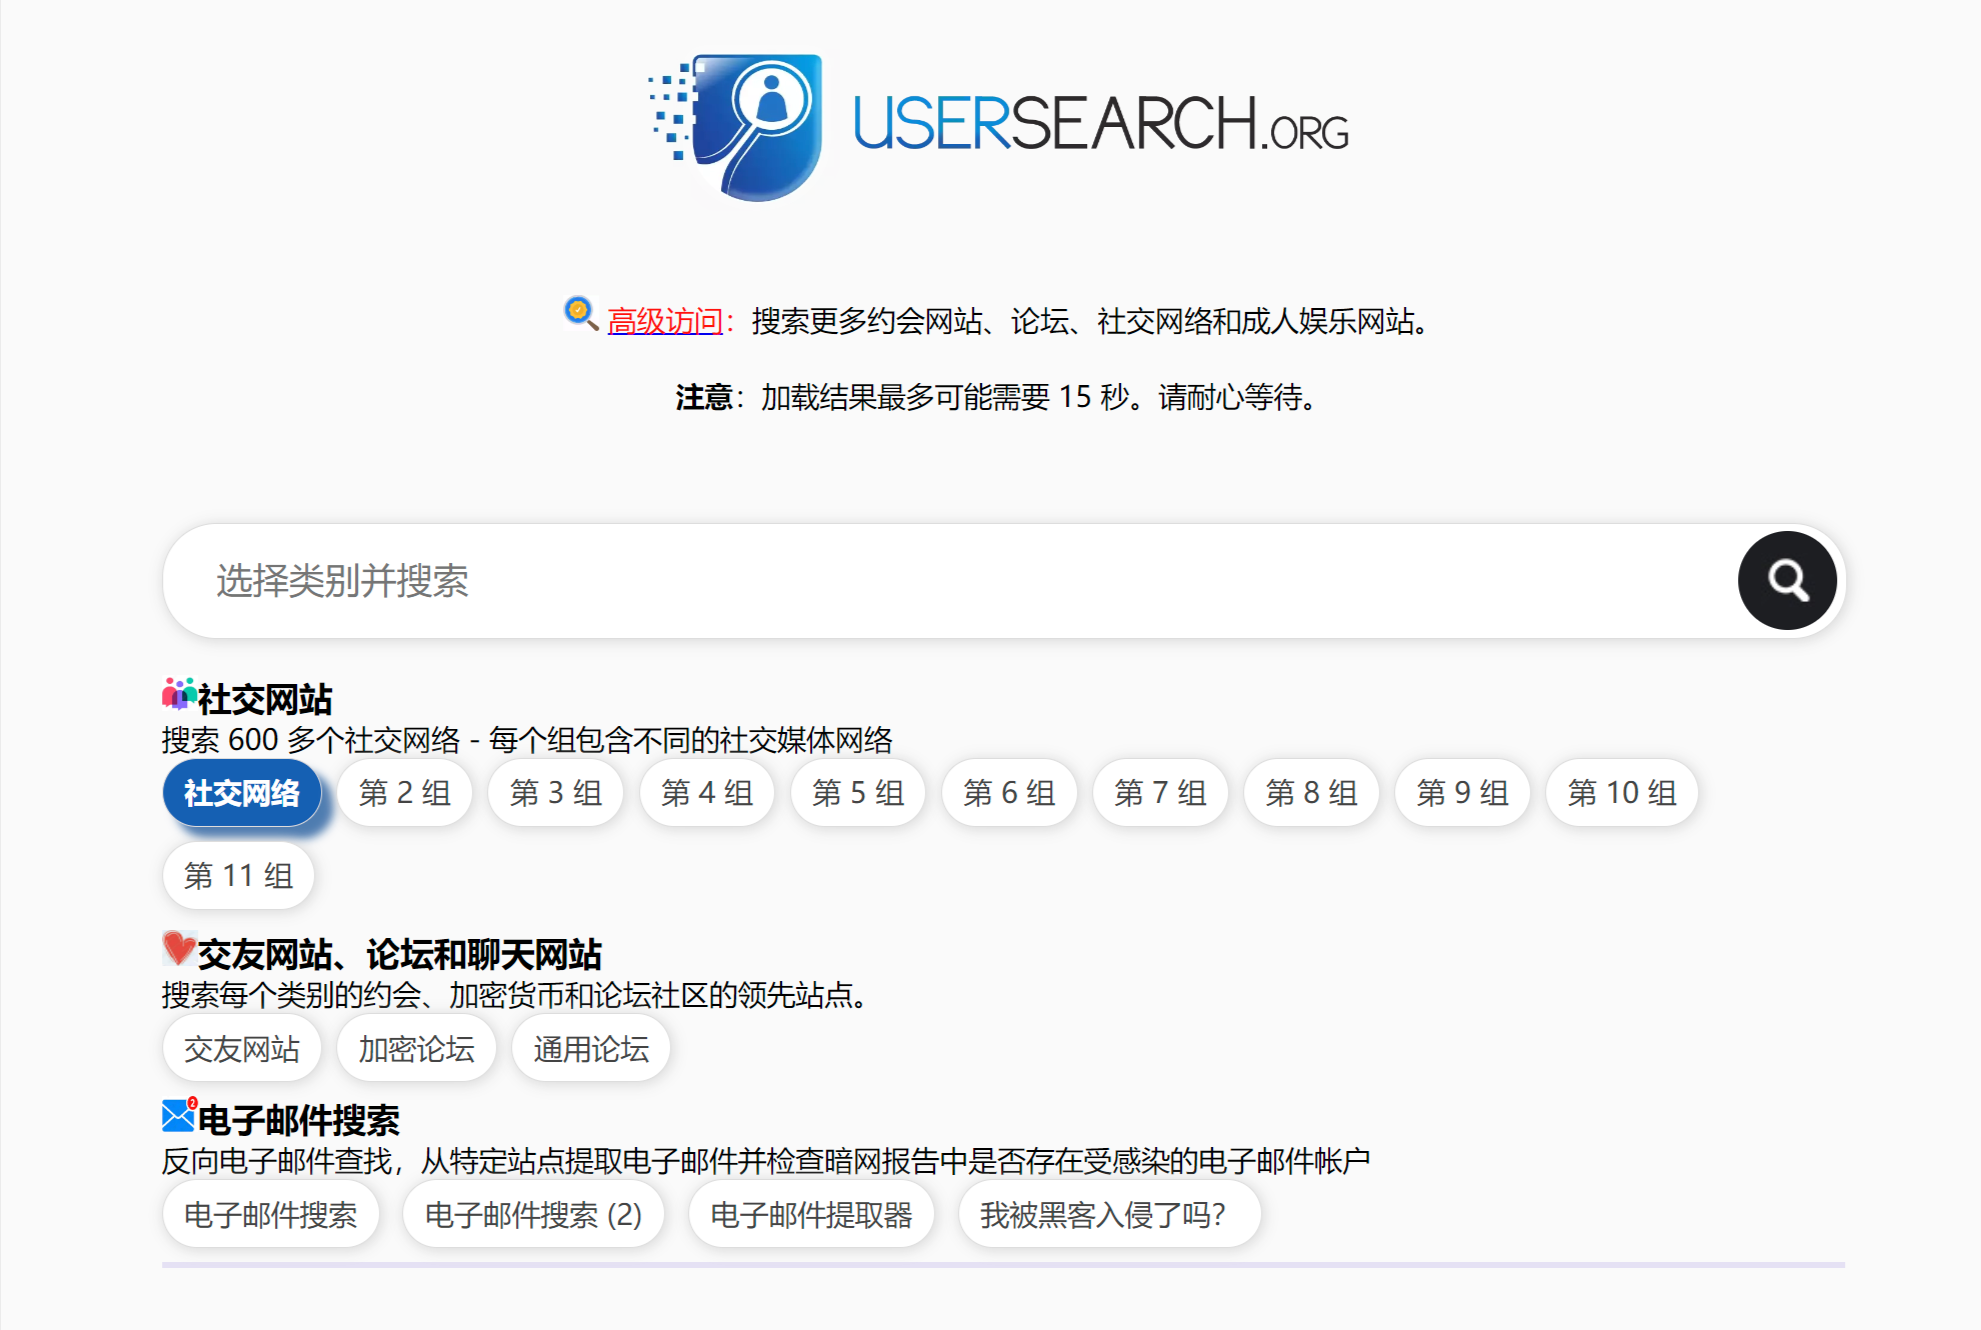 USERSEARCH.ORG
高级访问：搜索更多约会网站、论坛、社交网络和成人娱乐网站。
注意：加载结果最多可能需要 15 秒。请耐心等待。
选择类别并搜索
社交网站
搜索 600 多个社交网络 - 每个组包含不同的社交媒体网络
社交网络 第 2 组 第 3 组 第 4 组 第 5 组 第 6 组 第 7 组 第 8 组 第 9 组 第 10 组
第 11 组
交友网站、论坛和聊天网站
搜索每个类别的约会、加密货币和论坛社区的领先站点。
交友网站 加密论坛 通用论坛
2
电子邮件搜索
反向电子邮件查找，从特定站点提取电子邮件并检查暗网报告中是否存在受感染的电子邮件帐户
电子邮件搜索 电子邮件搜索 (2) 电子邮件提取器 我被黑客入侵了吗？